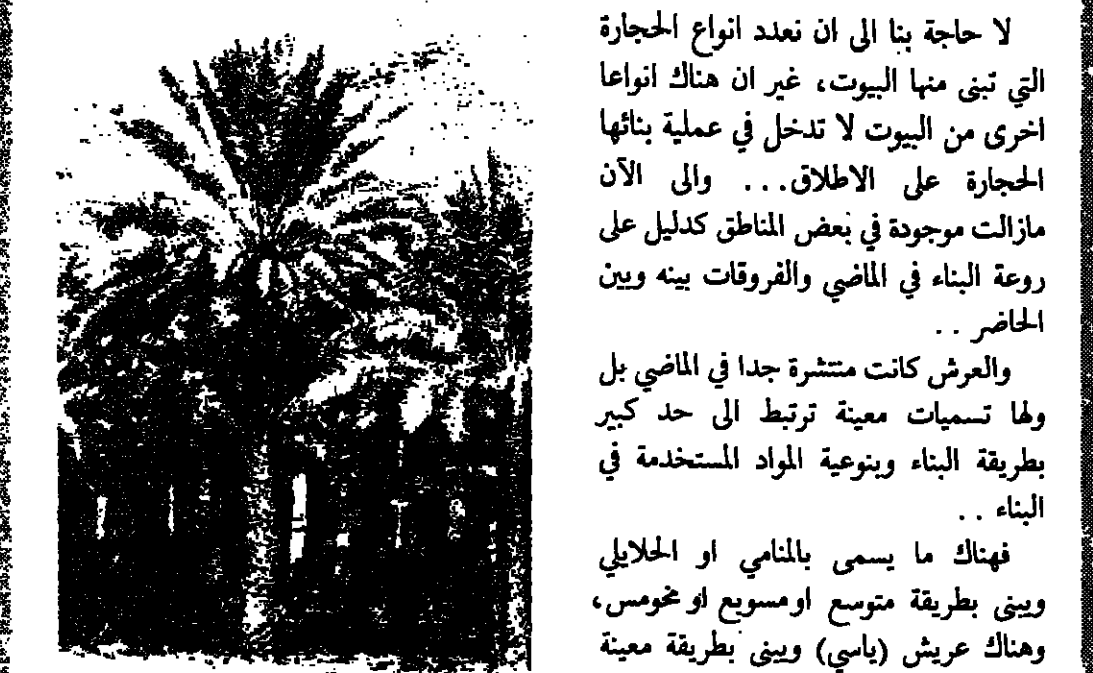 لا حاجة بنا الى ان نعدد انواع الحجارة
التي تبنى منها البيوت، غير ان هناك انواعا
اخرى من البيوت لا تدخل في عملية بنائها
الحجارة على الاطلاق... والى الآن
مازالت موجودة في بعض المناطق كدليل على
روعة البناء في الماضي والفروقات بينه وبين
الحاضر ..
والعرش كانت منتشرة جدا في الماضي بل
ولها تسميات معينة ترتبط الى حد كبير
بطريقة البناء وبنوعية المواد المستخدمة في
البناء ..
فهناك ما يسمى بالمنامي او الحلايلي
ويبنى بطريقة متوسع او مسوبع او مخومس،
وهناك عريش (ياسي) ويبنى بطريقة معينة